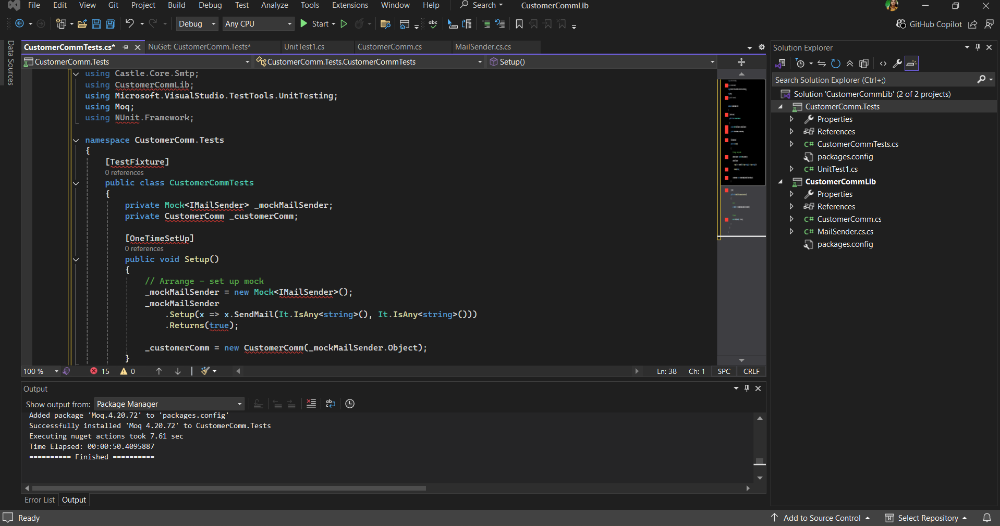 File Edit View Git Project Build Debug Test Analyze Tools Extensions Window Help Search CustomerCommLib
Debug Any CPU Start GitHub Copilot
Data Sources
CustomerCommTests.cs* NuGet: CustomerComm.Tests* UnitTest1.cs CustomerComm.cs MailSender.cs.cs
CustomerComm.Tests CustomerComm.Tests.CustomerCommTests Setup()
using Castle.Core.Smtp;
using CustomerCommLib;
using Microsoft.VisualStudio.TestTools.UnitTesting;
using Moq;
using NUnit.Framework;
namespace CustomerComm.Tests
{
[TestFixture]
0 references
public class CustomerCommTests
{
private Mock<IMailSender> _mockMailSender;
private CustomerComm _customerComm;
[OneTimeSetUp]
0 references
public void Setup()
{
// Arrange - set up mock
_mockMailSender = new Mock<IMailSender>();
_mockMailSender
.Setup(x => x.SendMail(It.IsAny<string>(), It.IsAny<string>()))
.Returns(true);
_customerComm = new CustomerComm(_mockMailSender.Object);
}
100 % 15 0 Ln: 38 Ch: 1 SPC CRLF
Output
Show output from: Package Manager
Added package 'Moq.4.20.72' to 'packages.config'
Successfully installed 'Moq 4.20.72' to CustomerComm.Tests
Executing nuget actions took 7.61 sec
Time Elapsed: 00:00:50.4095887
========== Finished ==========
Error List Output
Solution Explorer
Search Solution Explorer (Ctrl+;)
Solution 'CustomerCommLib' (2 of 2 projects)
CustomerComm.Tests
Properties
References
CustomerCommTests.cs
packages.config
UnitTest1.cs
CustomerCommLib
Properties
References
CustomerComm.cs
MailSender.cs.cs
packages.config
Ready Add to Source Control Select Repository